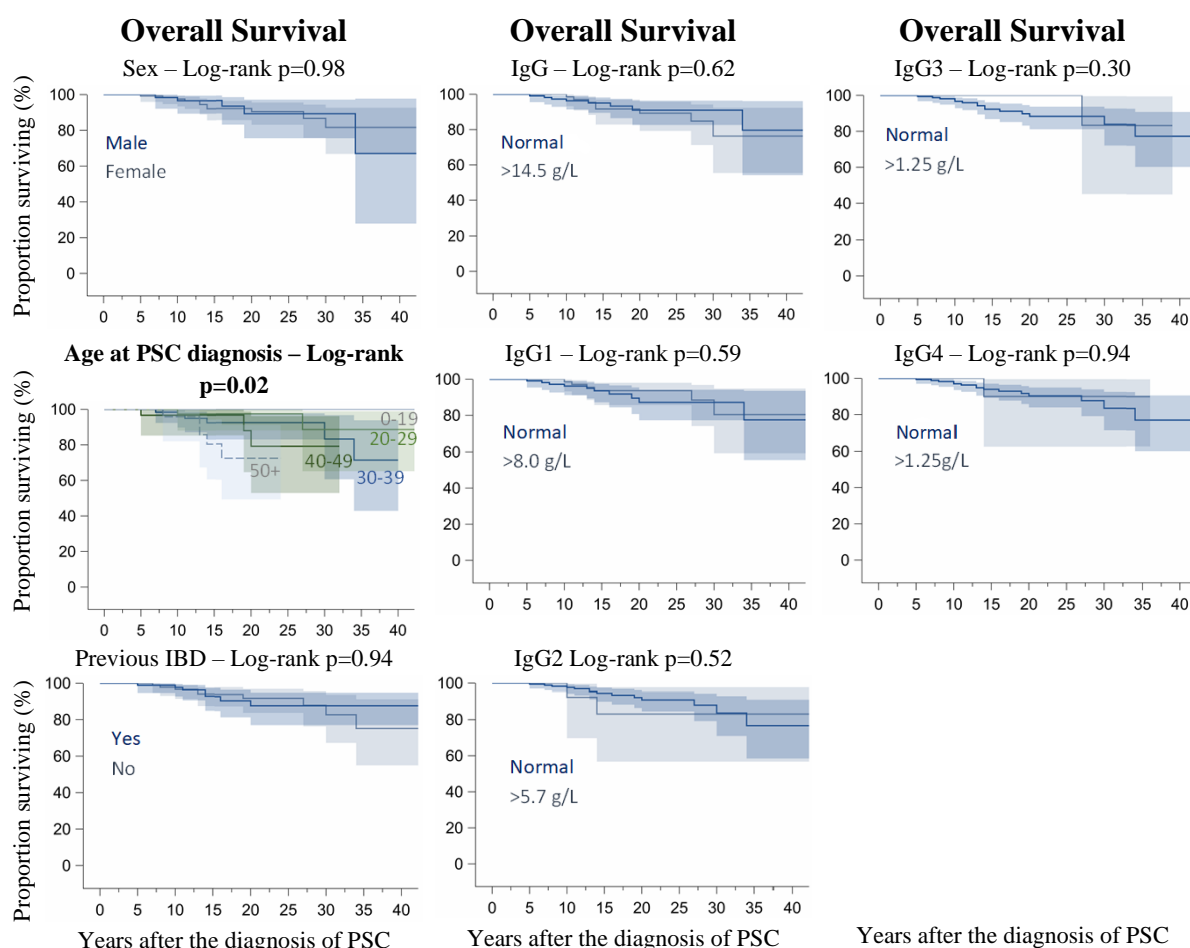 Overall Survival
Sex – Log-rank p=0.98
Proportion surviving (%)
100
80
60
40
20
0
Male
Female
0 5 10 15 20 25 30 35 40
Overall Survival
IgG – Log-rank p=0.62
100
80
60
40
20
0
Normal
>14.5 g/L
0 5 10 15 20 25 30 35 40
Overall Survival
IgG3 – Log-rank p=0.30
100
80
60
40
20
0
Normal
>1.25 g/L
0 5 10 15 20 25 30 35 40
Age at PSC diagnosis – Log-rank
p=0.02
Proportion surviving (%)
100
80
60
40
20
0
0-19
20-29
40-49
50+
30-39
0 5 10 15 20 25 30 35 40
IgG1 – Log-rank p=0.59
100
80
60
40
20
0
Normal
>8.0 g/L
0 5 10 15 20 25 30 35 40
IgG4 – Log-rank p=0.94
100
80
60
40
20
0
Normal
>1.25g/L
0 5 10 15 20 25 30 35 40
Previous IBD – Log-rank p=0.94
Proportion surviving (%)
100
80
60
40
20
0
Yes
No
0 5 10 15 20 25 30 35 40
Years after the diagnosis of PSC
IgG2 Log-rank p=0.52
100
80
60
40
20
0
Normal
>5.7 g/L
0 5 10 15 20 25 30 35 40
Years after the diagnosis of PSC
Years after the diagnosis of PSC